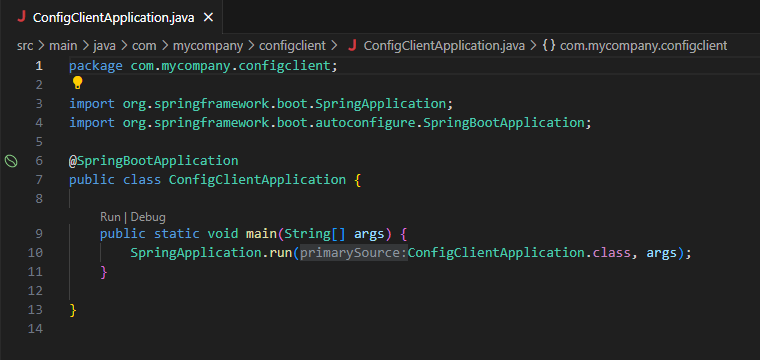 ConfigClientApplication.java
src > main > java > com > mycompany > configclient > ConfigClientApplication.java > {} com.mycompany.configclient
1 package com.mycompany.configclient;
2
3 import org.springframework.boot.SpringApplication;
4 import org.springframework.boot.autoconfigure.SpringBootApplication;
5
6 @SpringBootApplication
7 public class ConfigClientApplication {
8
Run | Debug
9 public static void main(String[] args) {
10 SpringApplication.run(primarySource:ConfigClientApplication.class, args);
11 }
12
13 }
14